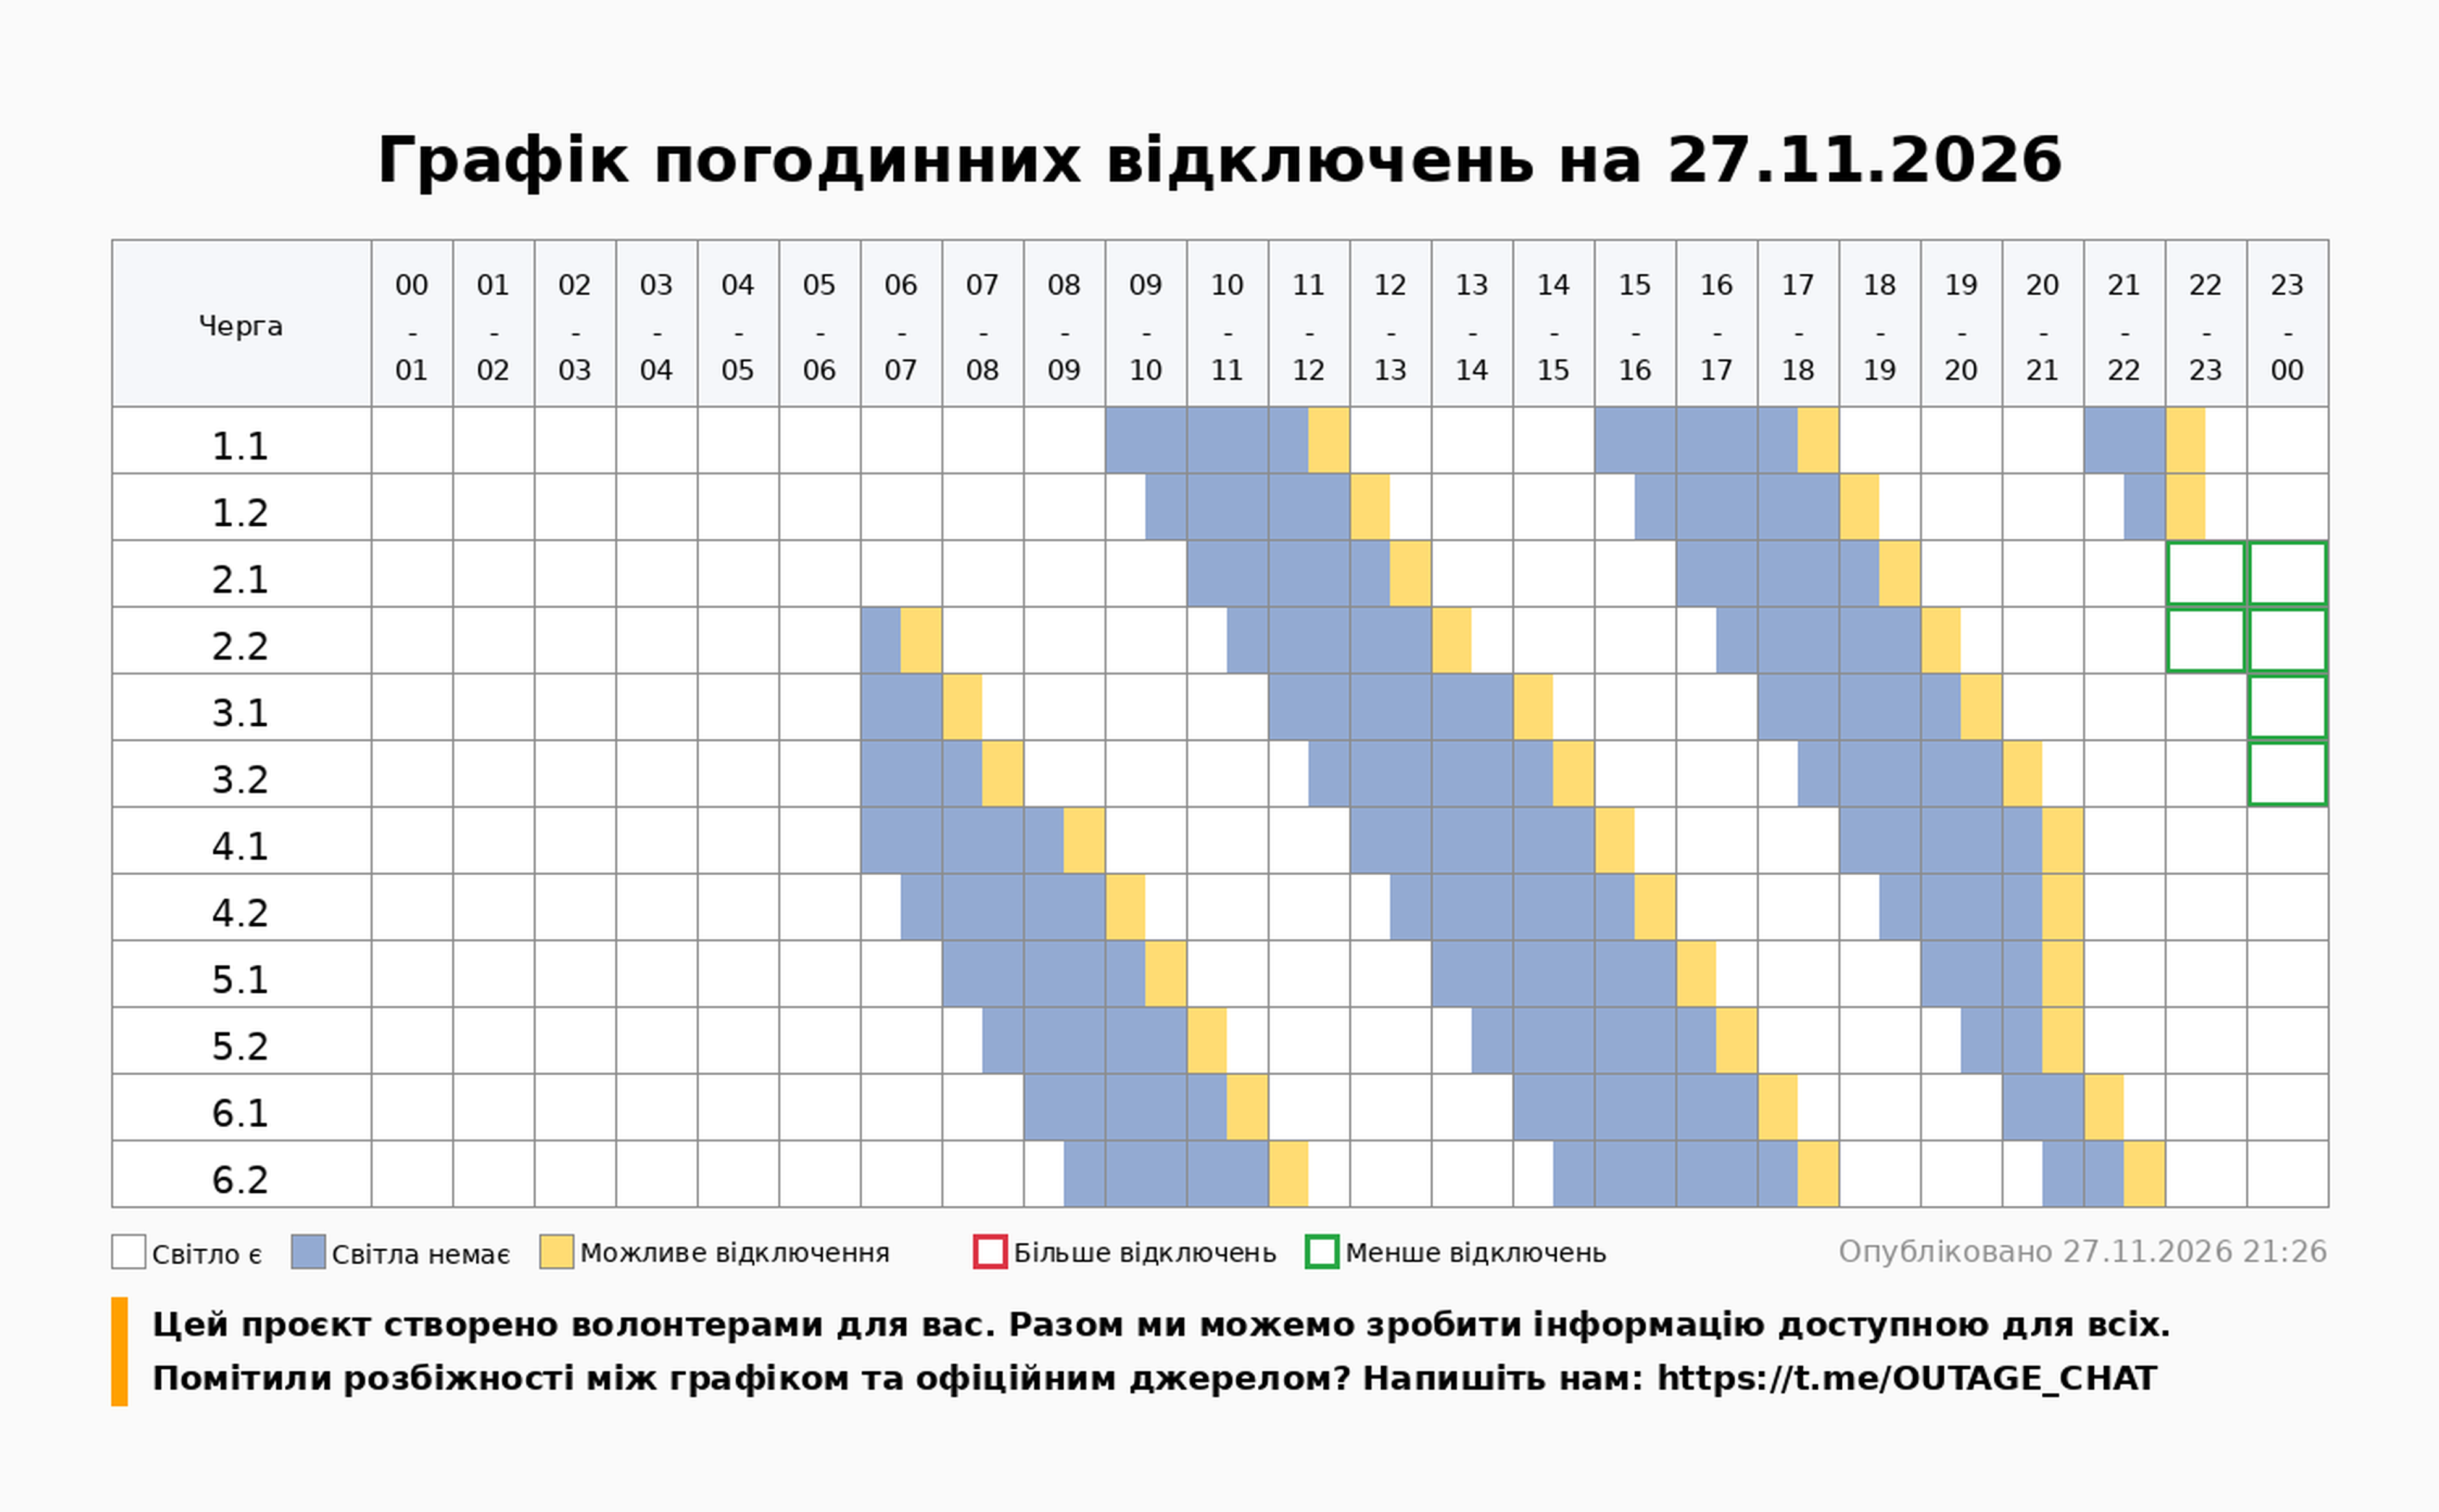 Графік погодинних відключень на 27.11.2026
Черга
00 - 01
01 - 02
02 - 03
03 - 04
04 - 05
05 - 06
06 - 07
07 - 08
08 - 09
09 - 10
10 - 11
11 - 12
12 - 13
13 - 14
14 - 15
15 - 16
16 - 17
17 - 18
18 - 19
19 - 20
20 - 21
21 - 22
22 - 23
23 - 00
1.1
1.2
2.1
2.2
3.1
3.2
4.1
4.2
5.1
5.2
6.1
6.2
Світло є
Світла немає
Можливе відключення
Більше відключень
Менше відключень
Опубліковано 27.11.2026 21:26
Цей проєкт створено волонтерами для вас. Разом ми можемо зробити інформацію доступною для всіх.
Помітили розбіжності між графіком та офіційним джерелом? Напишіть нам: https://t.me/OUTAGE_CHAT